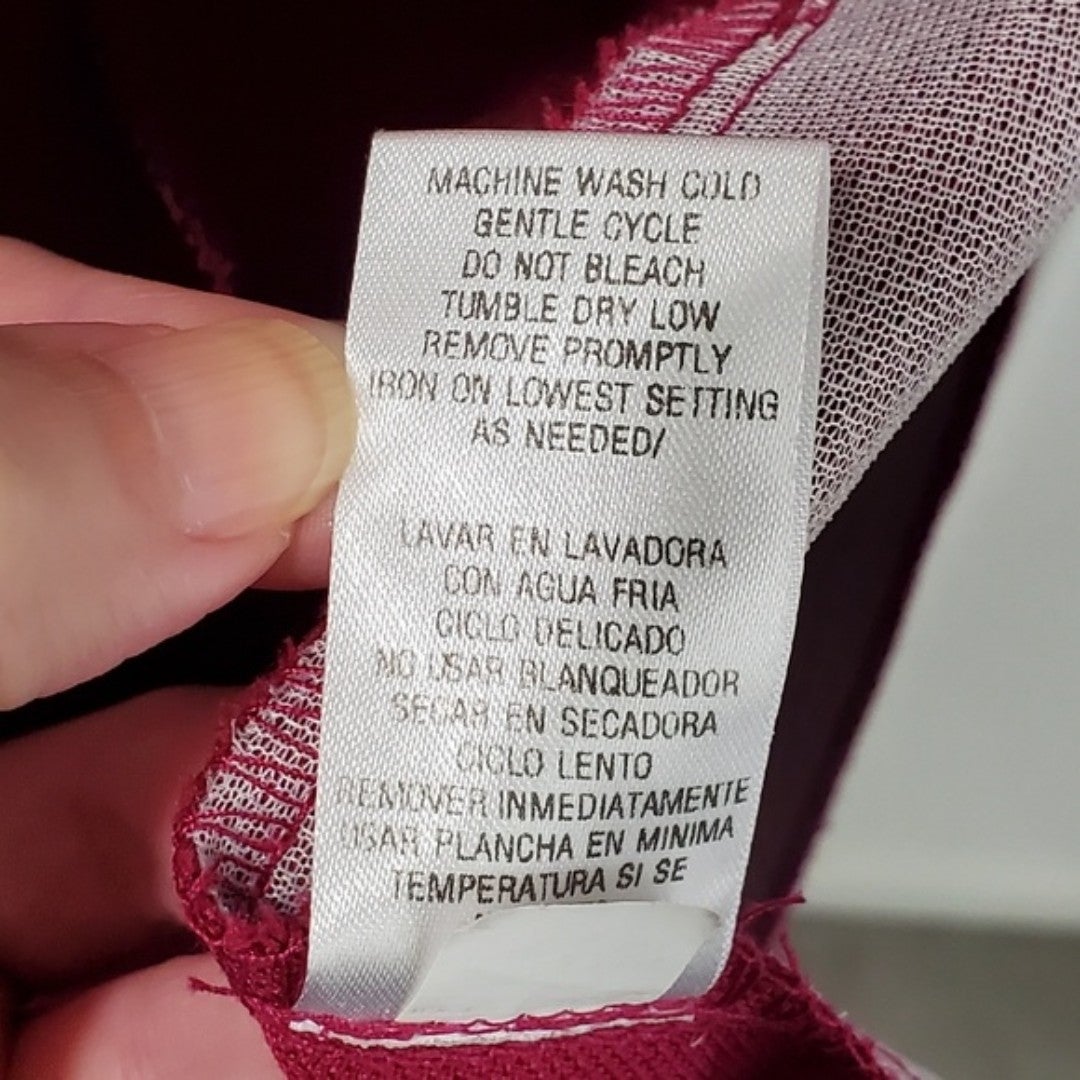 MACHINE WASH COLD
GENTLE CYCLE
DO NOT BLEACH
TUMBLE DRY LOW
REMOVE PROMPTLY
IRON ON LOWEST SETTING
AS NEEDED/
LAVAR EN LAVADORA
CON AGUA FRIA
CICLO DELICADO
NO USAR BLANQUEADOR
SECAR EN SECADORA
CICLO LENTO
REMOVER INMEDIATAMENTE
USAR PLANCHA EN MINIMA
TEMPERATURA SI SE